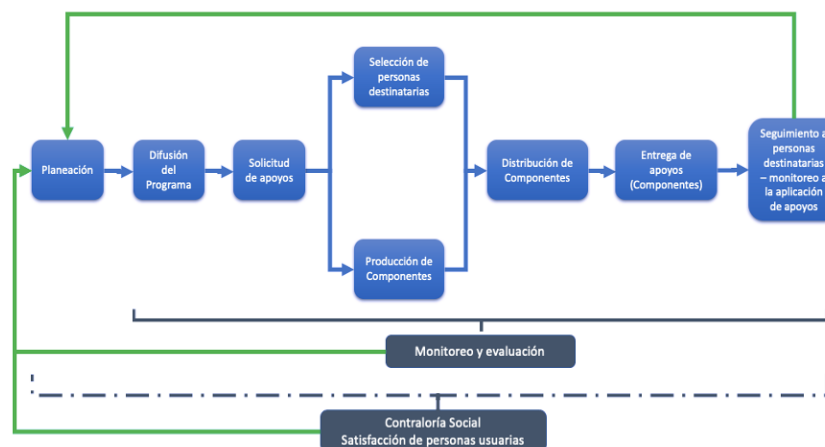 Selección de
personas
destinatarias
Planeación
Difusión
del
Programa
Solicitud
de apoyos
Distribución de
Componentes
Entrega de
apoyos
(Componentes)
Seguimiento a
personas
destinatarias
– monitoreo a
la aplicación
de apoyos
Producción de
Componentes
Monitoreo y evaluación
Contraloría Social
Satisfacción de personas usuarias